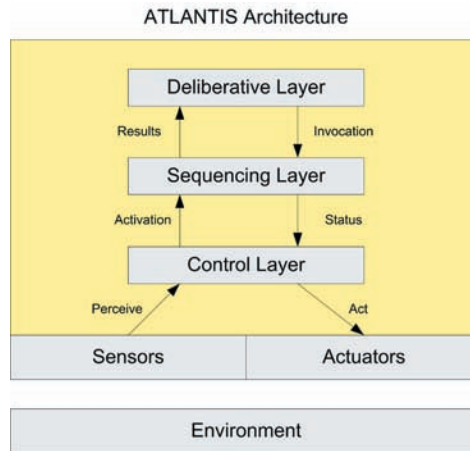 ATLANTIS Architecture
Deliberative Layer
Results
Invocation
Sequencing Layer
Activation
Status
Control Layer
Perceive
Act
Sensors
Actuators
Environment